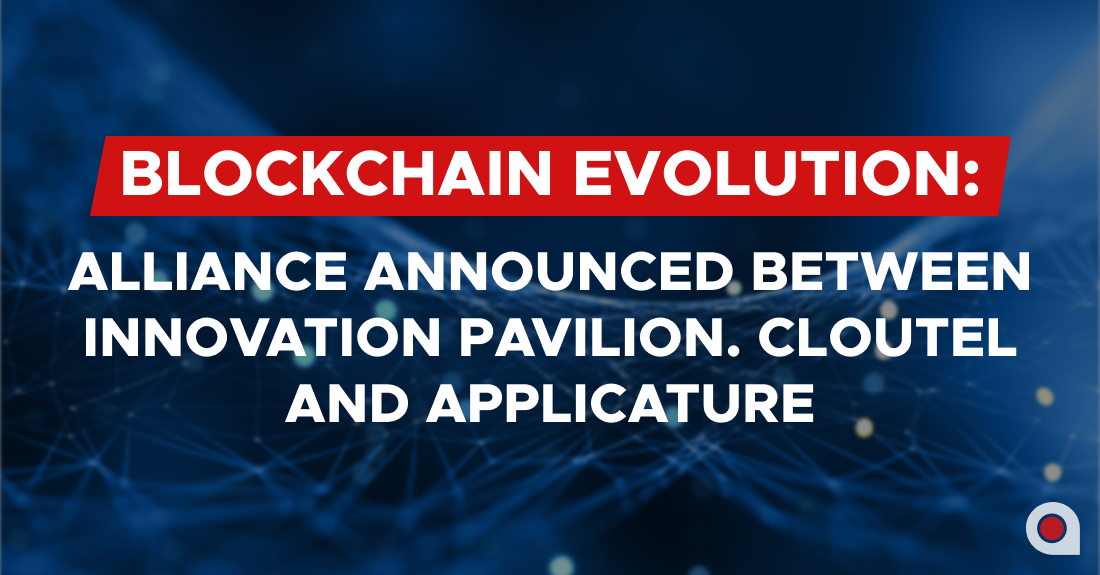 BLOCKCHAIN EVOLUTION:
ALLIANCE ANNOUNCED BETWEEN
INNOVATION PAVILION. CLOUTEL
AND APPLICATURE